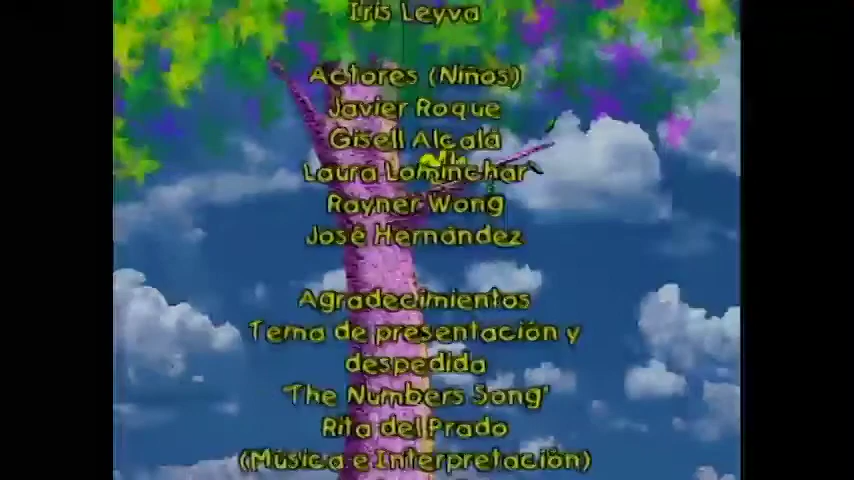 Iris Leyva
Actores (Niños)
Javier Roque
Gisell Alcalá
Laura Lominchar
Rayner Wong
José Hernández
Agradecimientos
Tema de presentación y
despedida
'The Numbers Song'
Rita del Prado
(Música e Interpretación)